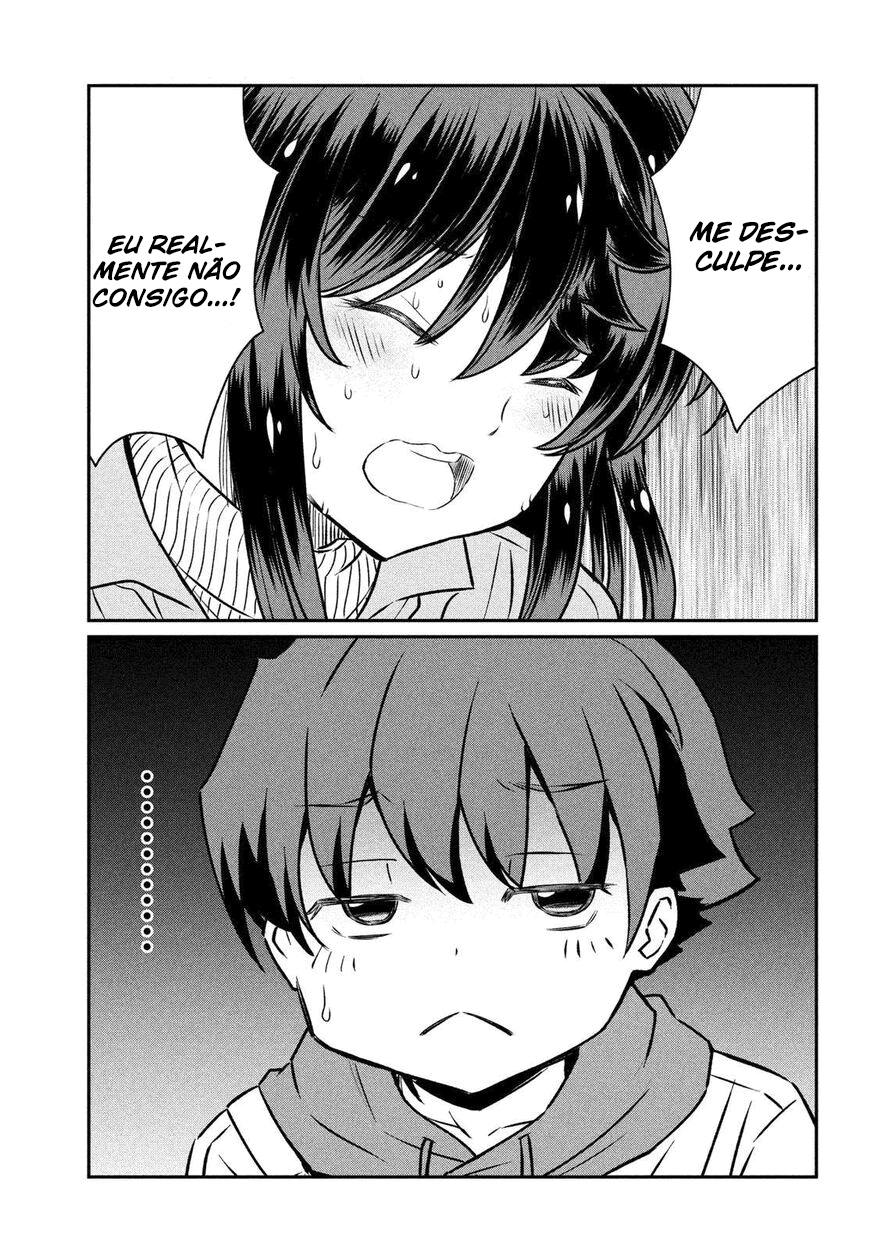 ME DES-
CULPE...
EU REAL-
MENTE NÃO
CONSIGO...!